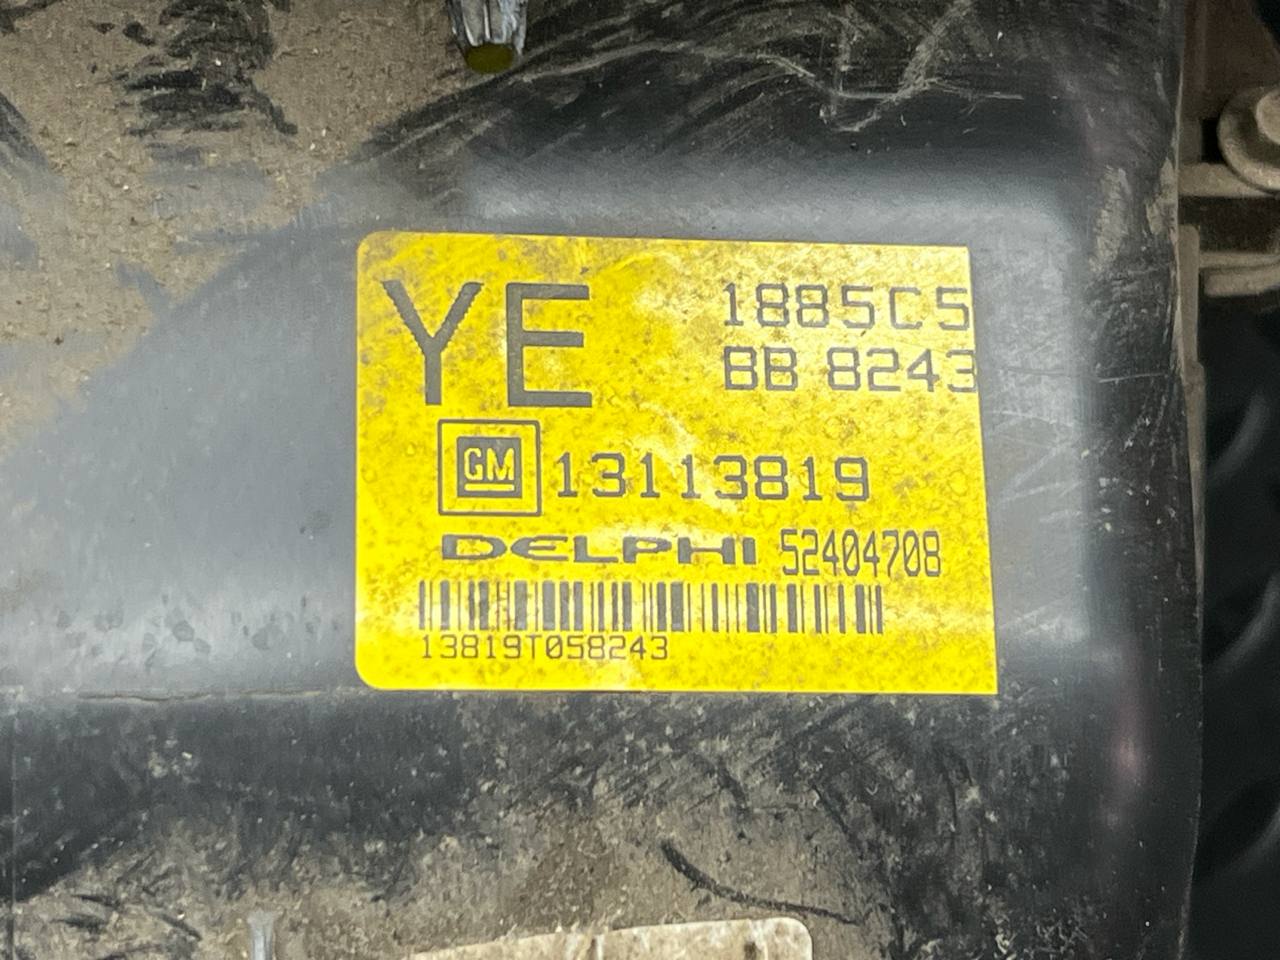 YE
1885C5
BB 8243
GM 13113819
DELPHI 52404708
13819T058243